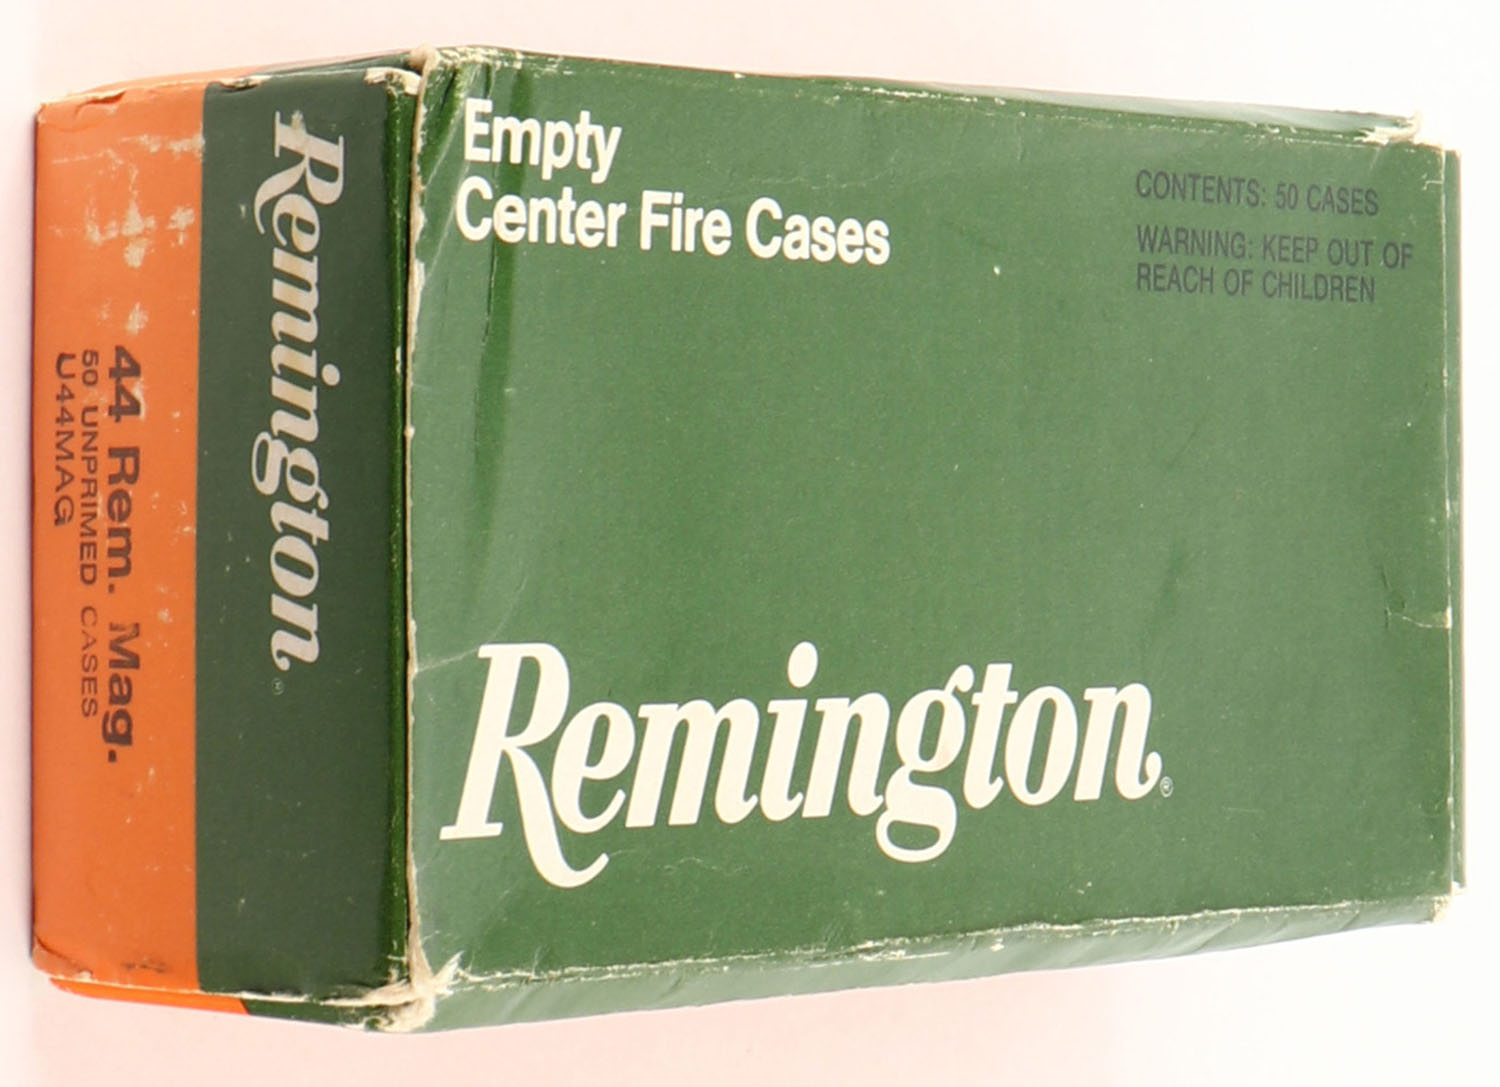 Empty
Center Fire Cases
CONTENTS: 50 CASES
WARNING: KEEP OUT OF
REACH OF CHILDREN
Remington®
Remington®
44 Rem. Mag.
50 UNPRIMED CASES
U44MAG